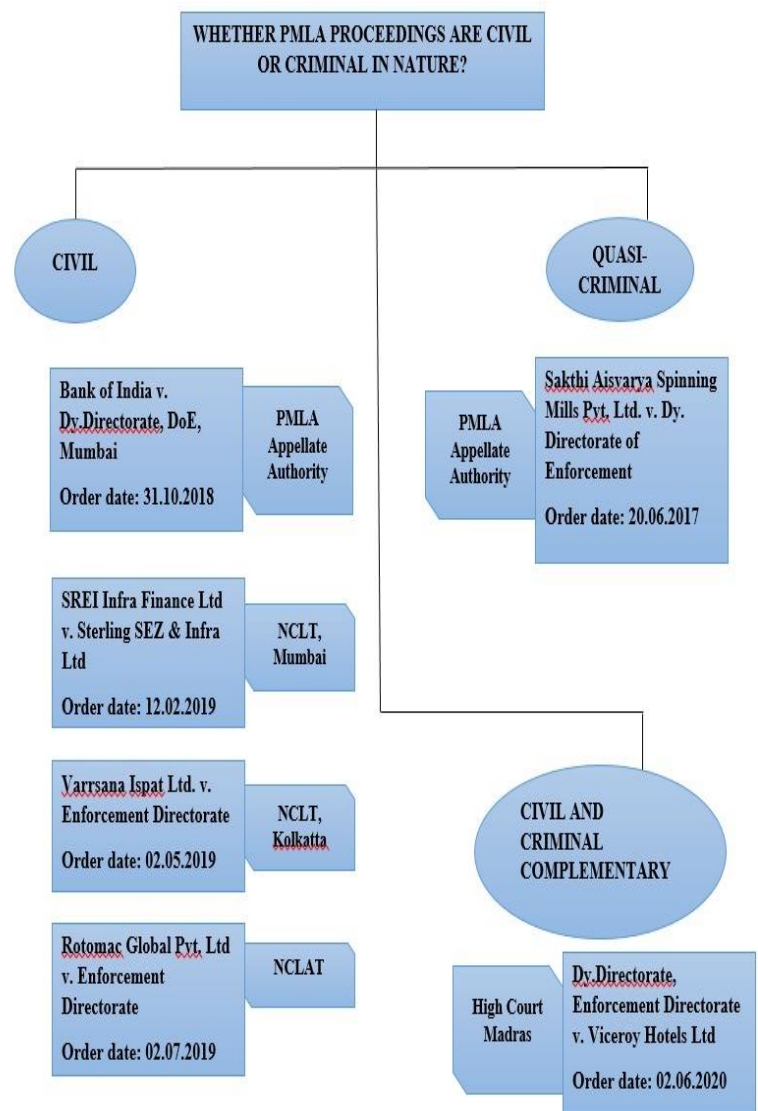 WHETHER PMLA PROCEEDINGS ARE CIVIL
OR CRIMINAL IN NATURE?
CIVIL
QUASI-
CRIMINAL
Bank of India v.
Dy.Directorate, DoE,
Mumbai
Order date: 31.10.2018
PMLA
Appellate
Authority
PMLA
Appellate
Authority
Sakthi Aisvarya Spinning
Mills Pvt, Ltd. v. Dy.
Directorate of
Enforcement
Order date: 20.06.2017
SREI Infra Finance Ltd
v. Sterling SEZ & Infra
Ltd
Order date: 12.02.2019
NCLT,
Mumbai
Varrsana Ispat Ltd. v.
Enforcement Directorate
Order date: 02.05.2019
NCLT,
Kolkatta
CIVIL AND
CRIMINAL
COMPLEMENTARY
Rotomac Global Pvt, Ltd
v. Enforcement
Directorate
Order date: 02.07.2019
NCLAT
High Court
Madras
Dy.Directorate,
Enforcement Directorate
v. Viceroy Hotels Ltd
Order date: 02.06.2020